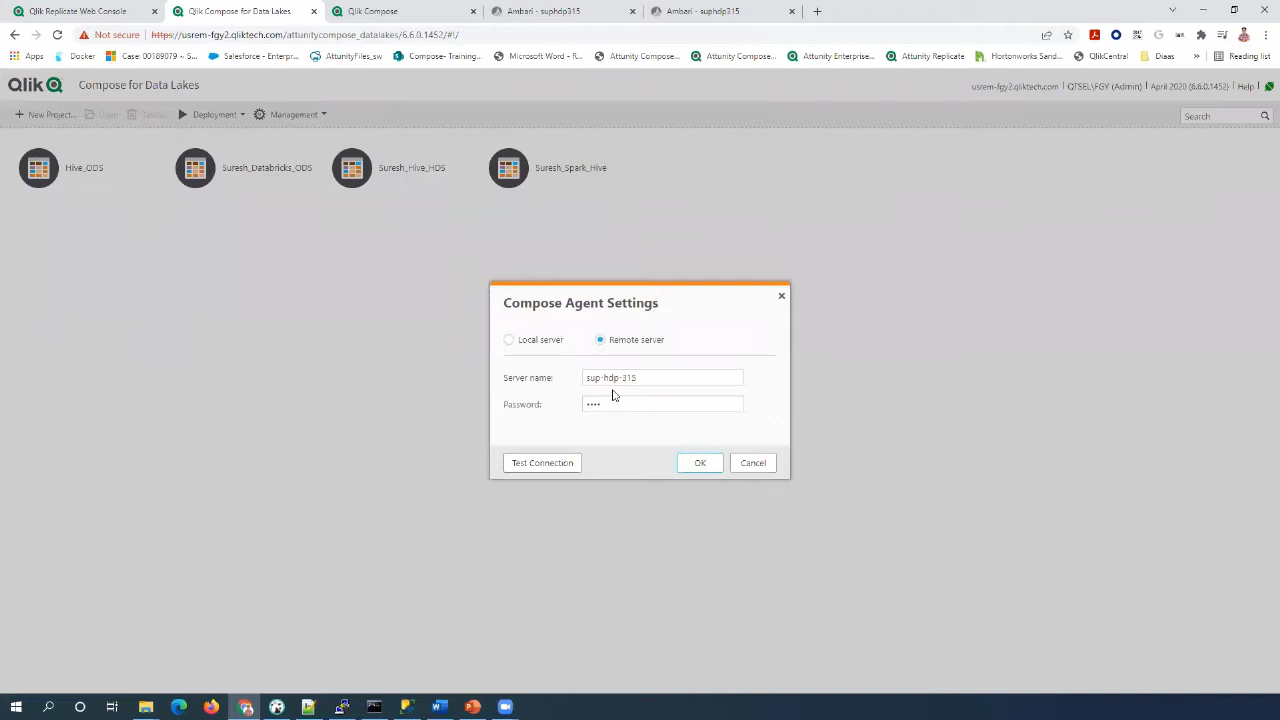 Qlik Replicate Web Console
Qlik Compose for Data Lakes
Qlik Compose
Ambari - suphdp315
Ambari - suphdp315
Not secure
https://usrem-fgy2.qliktech.com/attunitycompose_datalakes/6.6.0.1452/#!/
Apps
Docker
Case: 00189079 ~ S...
Salesforce - Enterpr...
AttunityFiles_sw
Compose-Training...
Microsoft Word - R...
Attunity Compose...
Attunity Compose...
Attunity Enterprise...
Attunity Replicate
Hortonworks Sand...
QlikCentral
Diaas
»
Reading list
Qlik
Compose for Data Lakes
usrem-fgy2.qliktech.com
QTSEL\FGY (Admin)
April 2020 (6.6.0.1452)
Help
New Project...
Open
Deployment
Management
Search
Hive_ODS
Suresh_Databricks_ODS
Suresh_Hive_HDS
Suresh_Spark_Hive
Compose Agent Settings
Local server
Remote server
Server name:
sup-hdp-315
Password:
••••
Test Connection
OK
Cancel